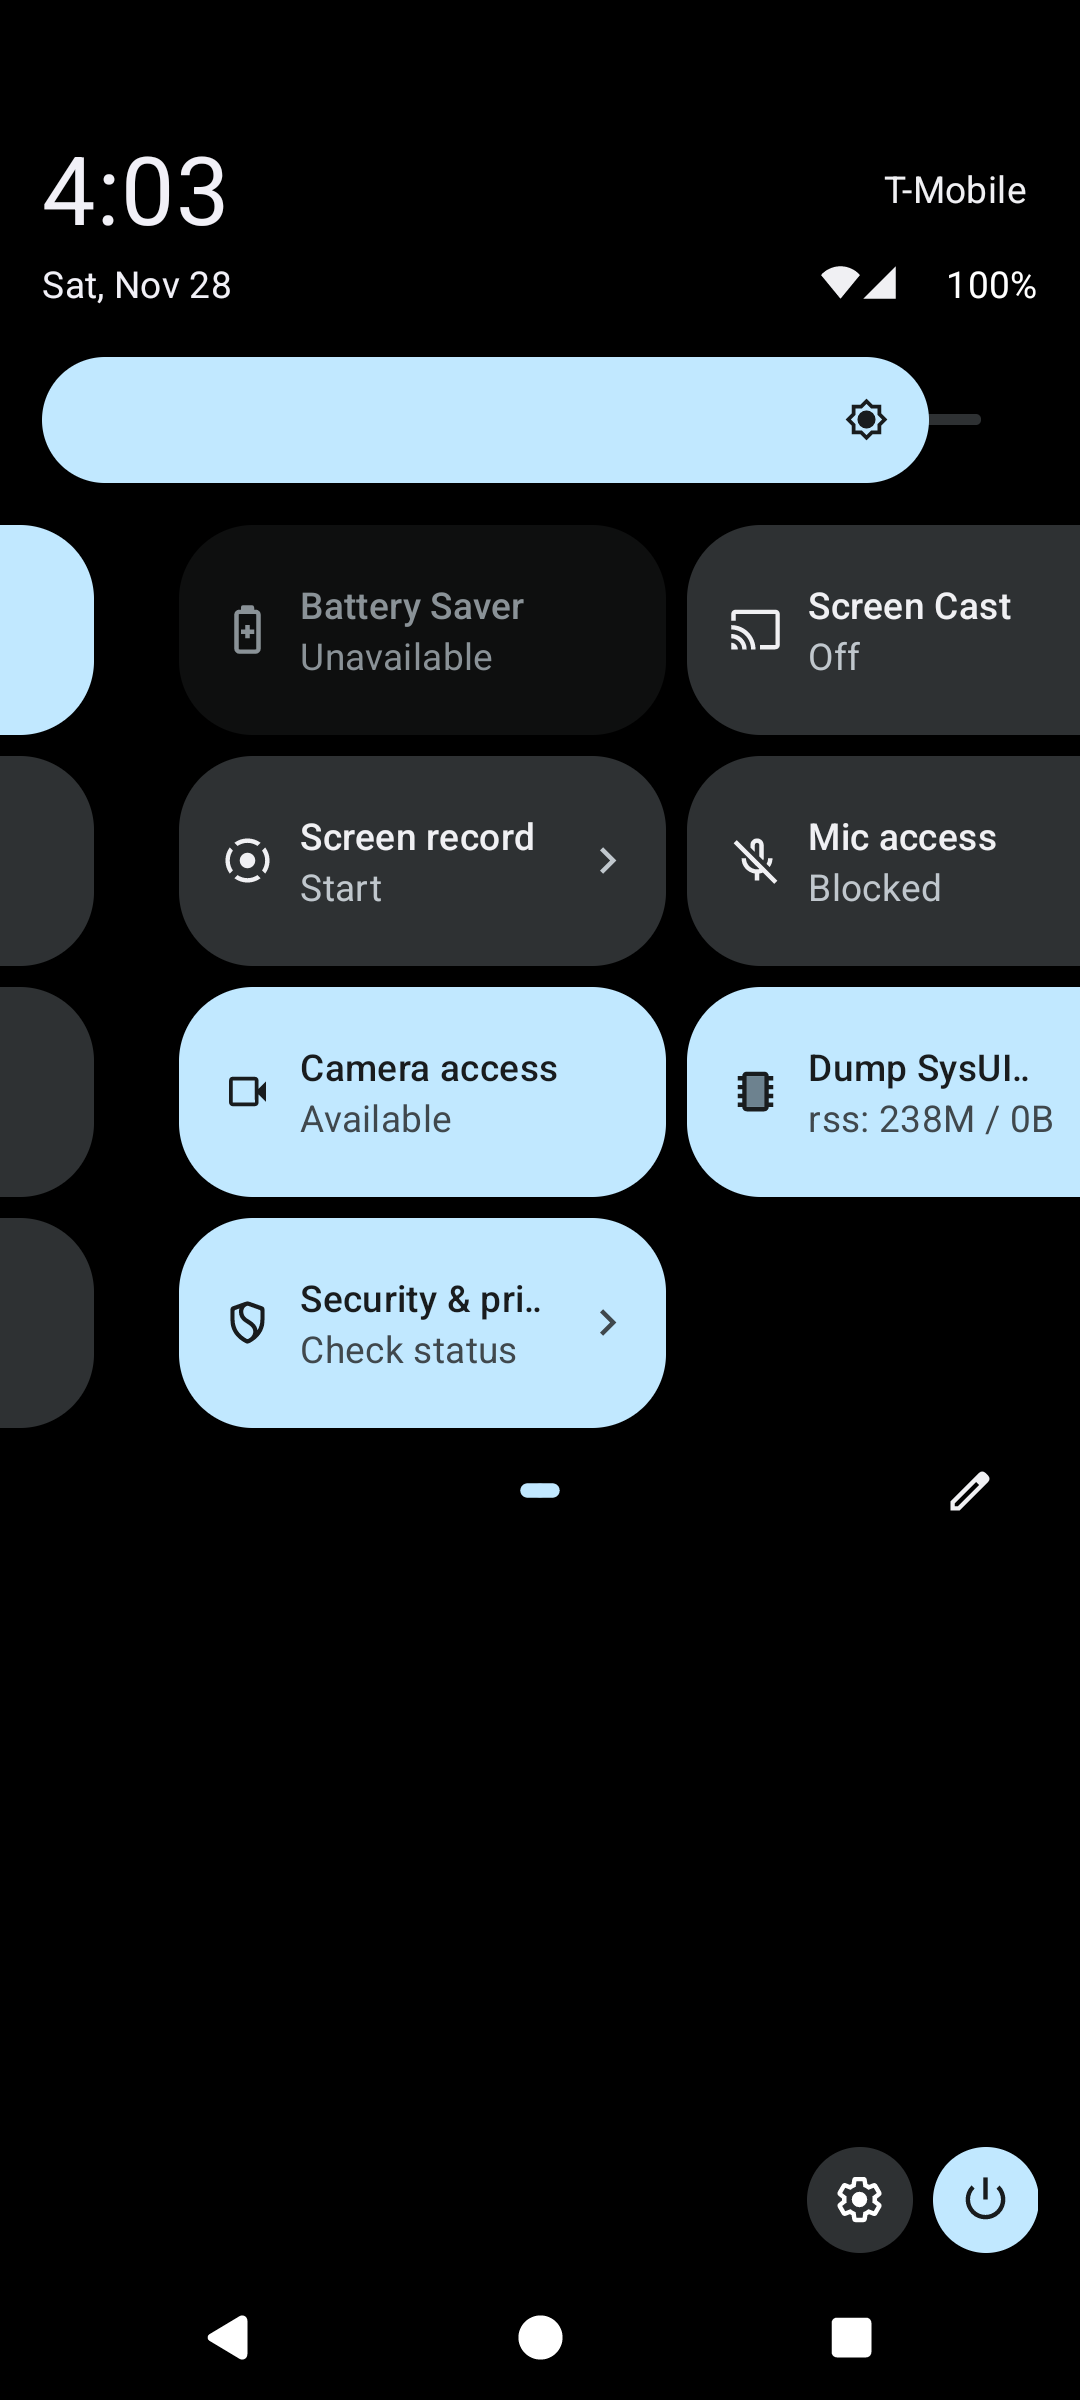 4:03
T-Mobile
Sat, Nov 28
100%
Battery Saver
Unavailable
Screen Cast
Off
Screen record
Start
Mic access
Blocked
Camera access
Available
Dump SysUI..
rss: 238M / 0B
Security & pri..
Check status